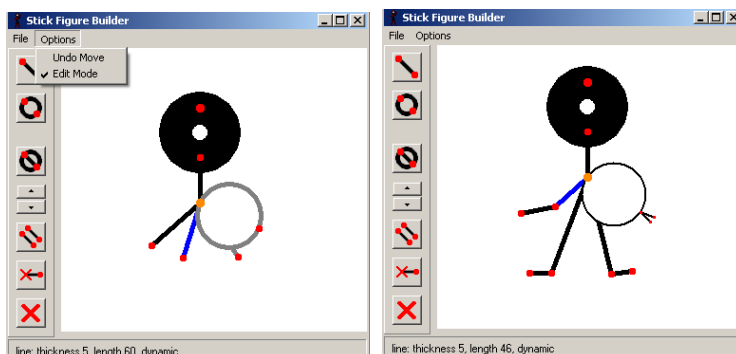 Stick Figure Builder
File Options
Undo Move
Edit Mode
line: thickness 5, length 60, dynamic
Stick Figure Builder
File Options
line: thickness 5, length 46, dynamic